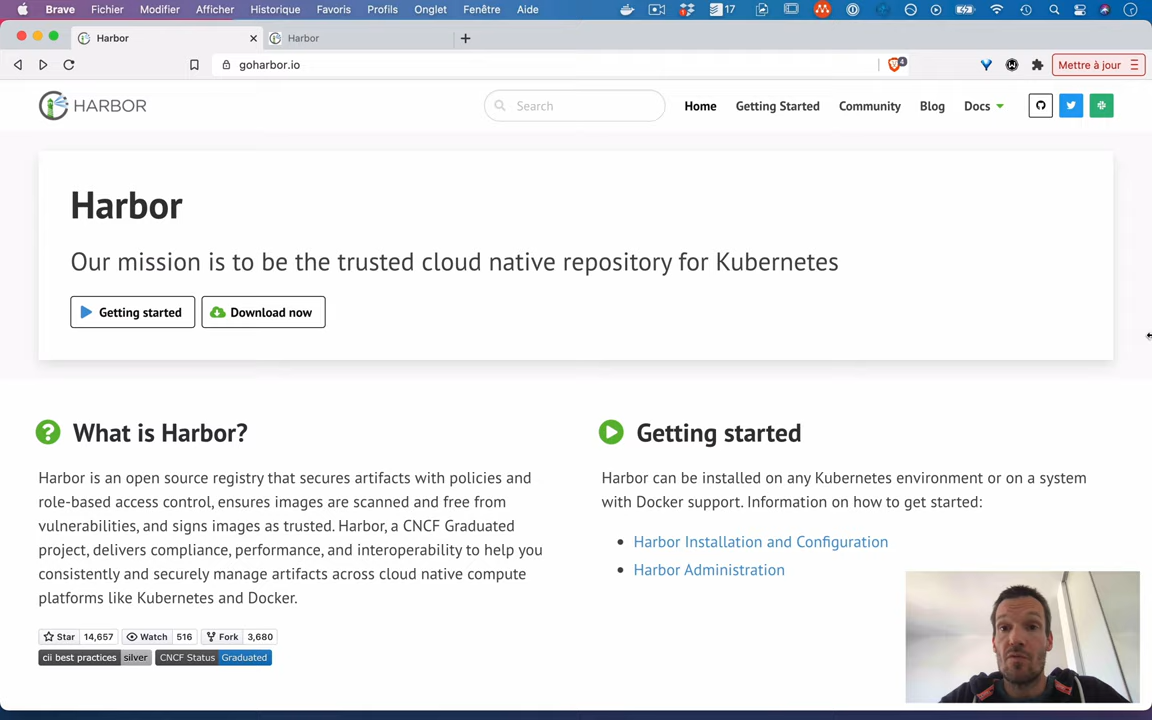 Brave Fichier Modifier Afficher Historique Favoris Profils Onglet Fenêtre Aide 17
Harbor Harbor
goharbor.io 4 Mettre à jour
HARBOR Search Home Getting Started Community Blog Docs
Harbor
Our mission is to be the trusted cloud native repository for Kubernetes
Getting started Download now
What is Harbor?
Harbor is an open source registry that secures artifacts with policies and
role-based access control, ensures images are scanned and free from
vulnerabilities, and signs images as trusted. Harbor, a CNCF Graduated
project, delivers compliance, performance, and interoperability to help you
consistently and securely manage artifacts across cloud native compute
platforms like Kubernetes and Docker.
Star 14,657 Watch 516 Fork 3,680
cii best practices silver CNCF Status Graduated
Getting started
Harbor can be installed on any Kubernetes environment or on a system
with Docker support. Information on how to get started:
Harbor Installation and Configuration
Harbor Administration